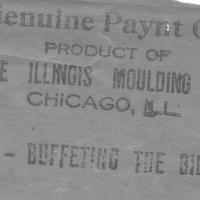 Genuine Paynt
PRODUCT OF
ILLINOIS MOULDING
CHICAGO, ILL.
- BUFFETING THE